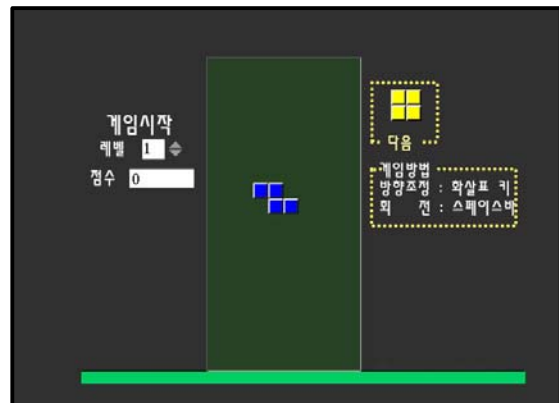 게임시작
레벨 1
점수 0
다음
게임방법
방향조정 : 화살표 키
회 전 : 스페이스바